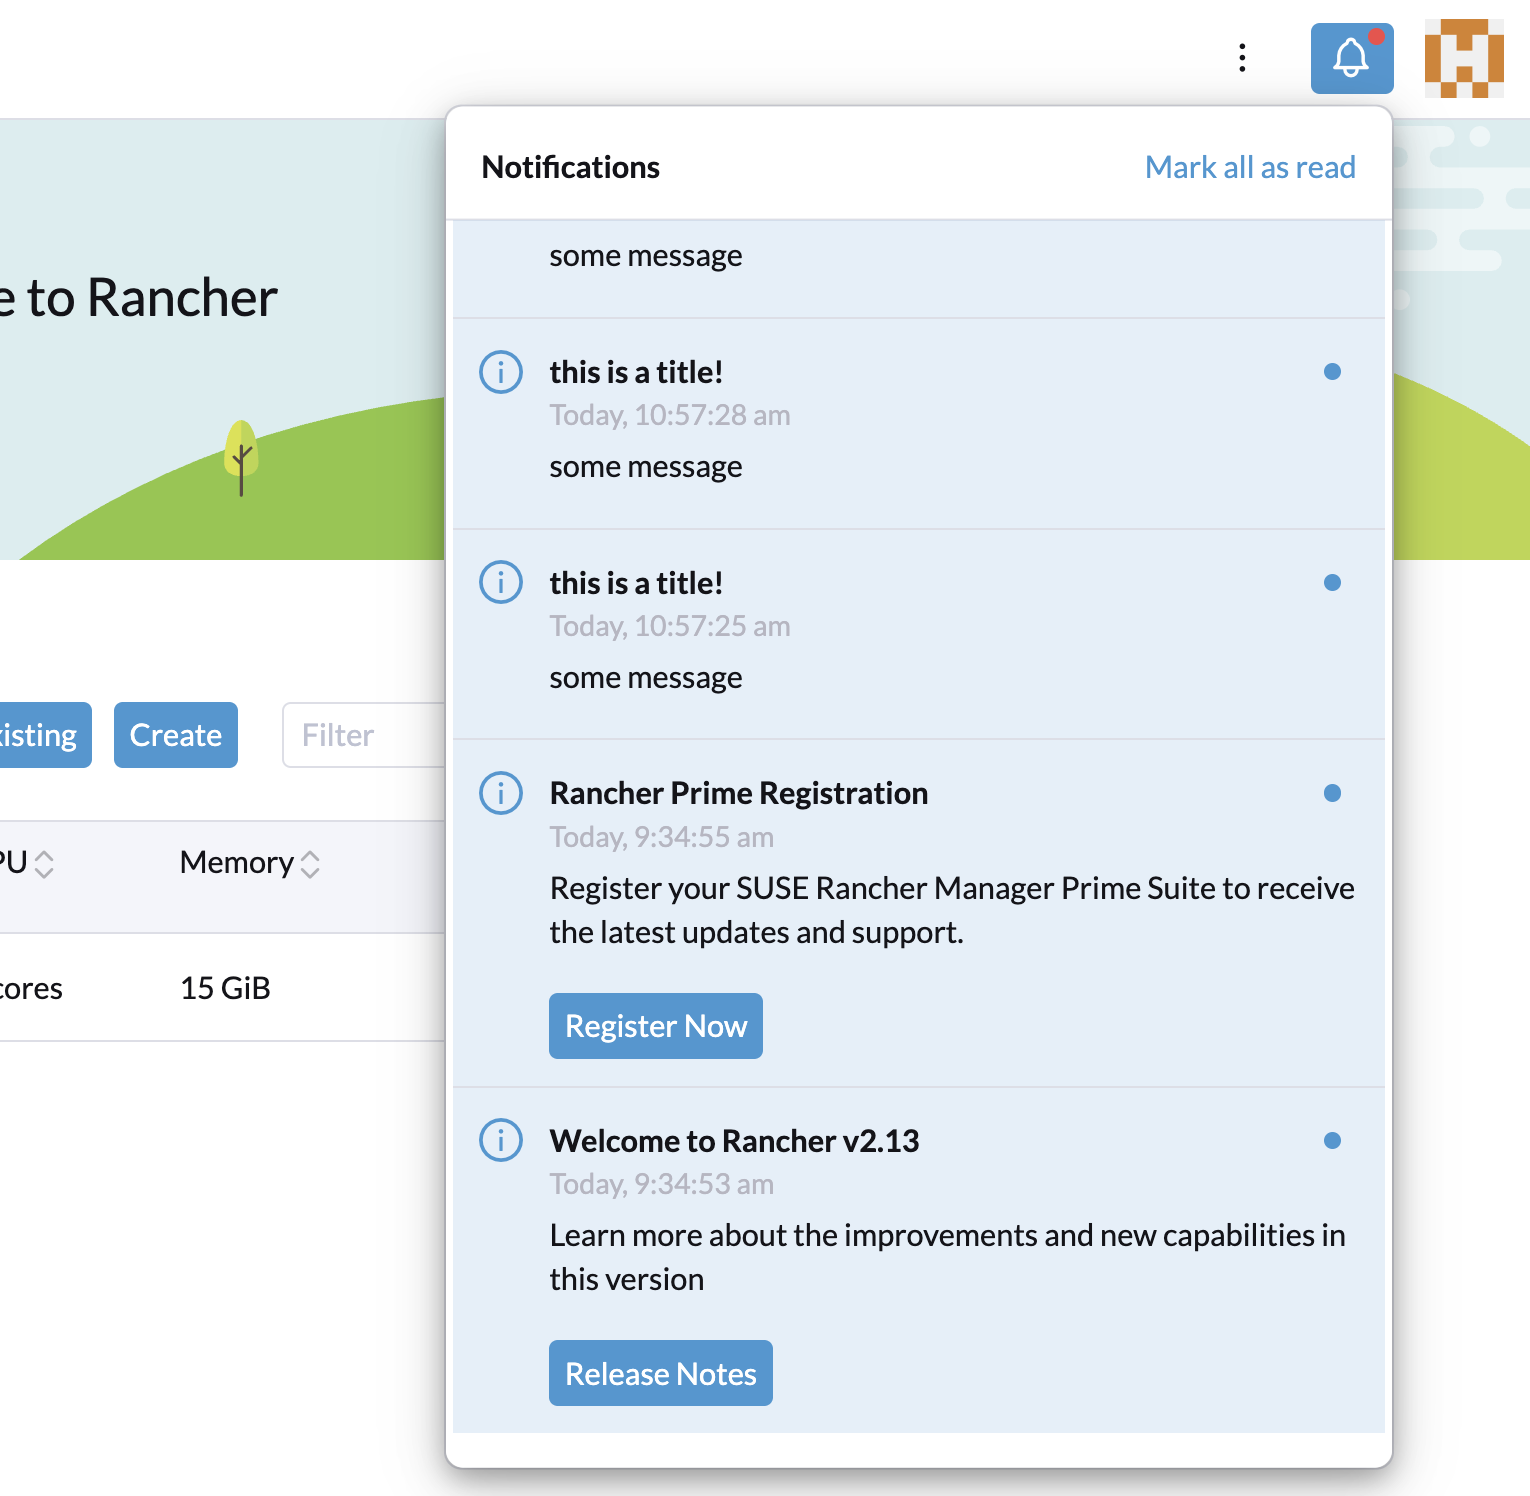 Notifications
Mark all as read
e to Rancher
some message
this is a title!
Today, 10:57:28 am
some message
this is a title!
Today, 10:57:25 am
some message
xisting
Create
Filter
Rancher Prime Registration
Today, 9:34:55 am
Register your SUSE Rancher Manager Prime Suite to receive
the latest updates and support.
Register Now
PU
Memory
cores
15 GiB
Welcome to Rancher v2.13
Today, 9:34:53 am
Learn more about the improvements and new capabilities in
this version
Release Notes